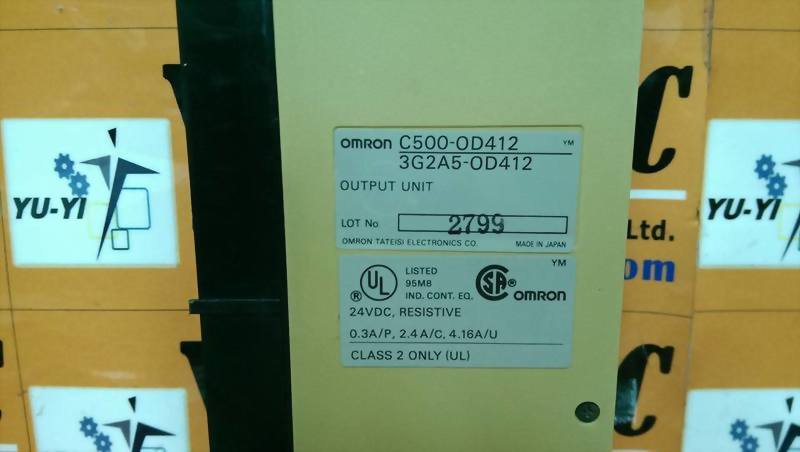 OMRON C500-OD412 YM
3G2A5-OD412
OUTPUT UNIT
LOT No 2799
OMRON TATEISI ELECTRONICS CO. MADE IN JAPAN
YM
UL ® LISTED
95M8
IND. CONT. EQ.
SA ® OMRON
24VDC, RESISTIVE
0.3A/P, 2.4A/C, 4.16A/U
CLASS 2 ONLY (UL)
YU-YI
YU-YI
C
Ltd.
om
C